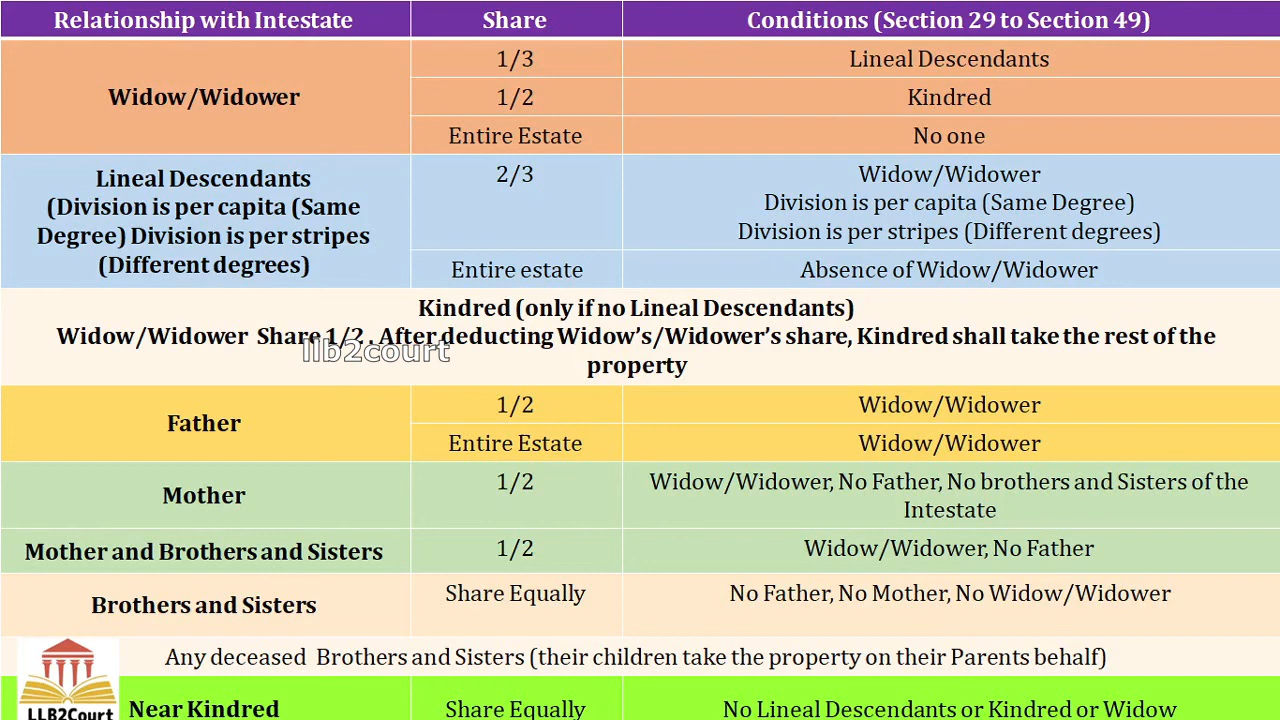 Relationship with Intestate Share Conditions (Section 29 to Section 49)
Widow/Widower
1/3 Lineal Descendants
1/2 Kindred
Entire Estate No one
Lineal Descendants
(Division is per capita (Same
Degree) Division is per stripes
(Different degrees)
2/3 Widow/Widower
Division is per capita (Same Degree)
Division is per stripes (Different degrees)
Entire estate Absence of Widow/Widower
Kindred (only if no Lineal Descendants)
Widow/Widower Share 1/2 . After deducting Widow's/Widower's share, Kindred shall take the rest of the
property
llb2court
Father
1/2 Widow/Widower
Entire Estate Widow/Widower
Mother
1/2 Widow/Widower, No Father, No brothers and Sisters of the
Intestate
Mother and Brothers and Sisters 1/2 Widow/Widower, No Father
Brothers and Sisters Share Equally No Father, No Mother, No Widow/Widower
Any deceased Brothers and Sisters (their children take the property on their Parents behalf)
LLB2Court
Near Kindred Share Equally No Lineal Descendants or Kindred or Widow